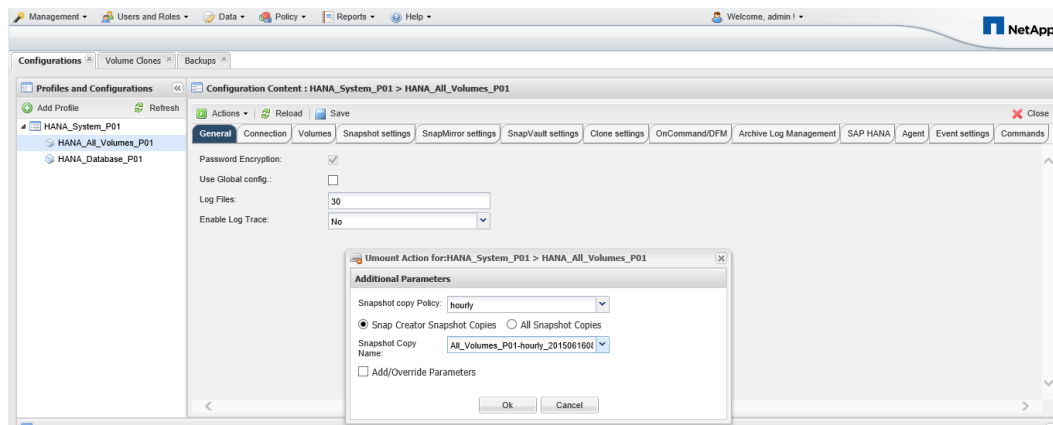 Management Users and Roles Data Policy Reports Help Welcome, admin !
NetApp
Configurations Volume Clones Backups
Profiles and Configurations
Configuration Content : HANA_System_P01 > HANA_All_Volumes_P01
Add Profile Refresh
Actions Reload Save Close
HANA_System_P01
HANA_All_Volumes_P01
HANA_Database_P01
General Connection Volumes Snapshot settings SnapMirror settings SnapVault settings Clone settings OnCommand/DFM Archive Log Management SAP HANA Agent Event settings Commands
Password Encryption:
Use Global config.:
Log Files: 30
Enable Log Trace: No
Umount Action for:HANA_System_P01 > HANA_All_Volumes_P01
Additional Parameters
Snapshot copy Policy: hourly
Snap Creator Snapshot Copies All Snapshot Copies
Snapshot Copy
Name:
All_Volumes_P01-hourly_2015061608
Add/Override Parameters
Ok Cancel